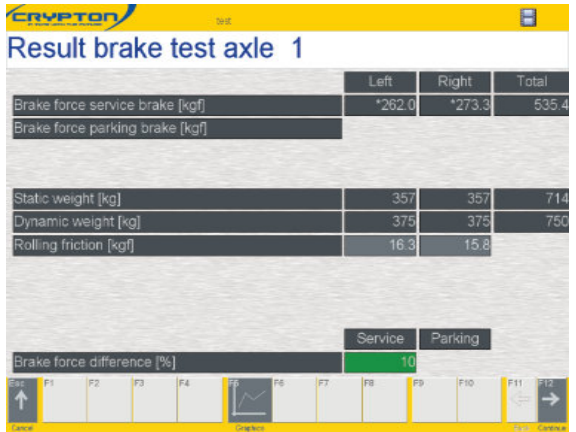 CRYPTON
test
Result brake test axle 1
Left Right Total
Brake force service brake [kgf] *262.0 *273.3 535.4
Brake force parking brake [kgf]
Static weight [kg] 357 357 714
Dynamic weight [kg] 375 375 750
Rolling friction [kgf] 16.3 15.8
Service Parking
Brake force difference [%] 10
Esc F1 F2 F3 F4 F5 F6 F7 F8 F9 F10 F11 F12
Cancel Graphics Back Continue